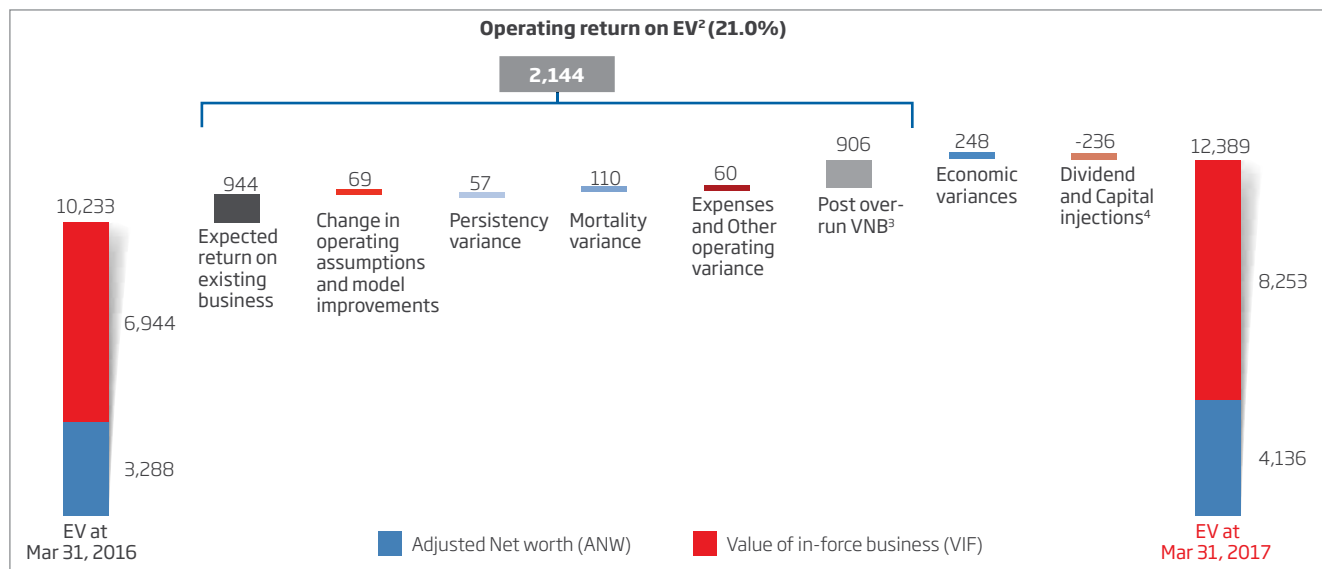 Operating return on EV² (21.0%)
2,144
10,233
6,944
3,288
EV at
Mar 31, 2016
944
Expected
return on
existing
business
69
Change in
operating
assumptions
and model
improvements
57
Persistency
variance
110
Mortality
variance
60
Expenses
and Other
operating
variance
906
Post over-
run VNB³
248
Economic
variances
-236
Dividend
and Capital
injections⁴
12,389
8,253
4,136
EV at
Mar 31, 2017
Adjusted Net worth (ANW)
Value of in-force business (VIF)